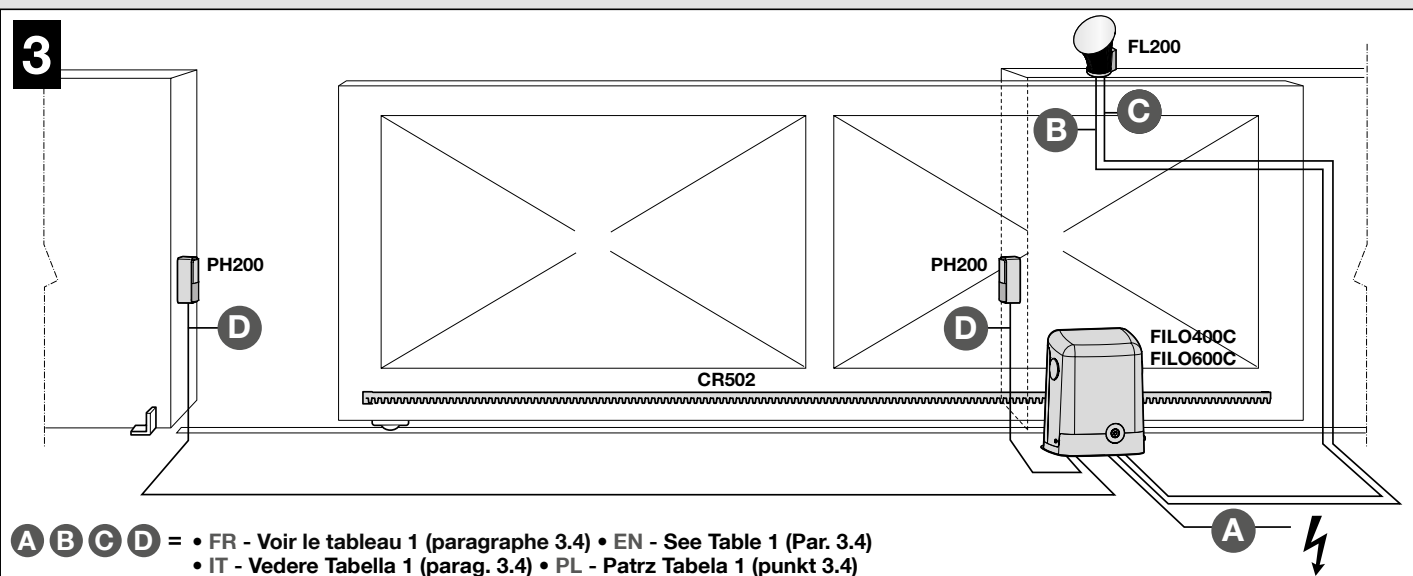 3
FL200
B
C
PH200
PH200
D
D
FILO400C
FILO600C
CR502
A
A B C D = • FR - Voir le tableau 1 (paragraphe 3.4) • EN - See Table 1 (Par. 3.4)
• IT - Vedere Tabella 1 (parag. 3.4) • PL - Patrz Tabela 1 (punkt 3.4)